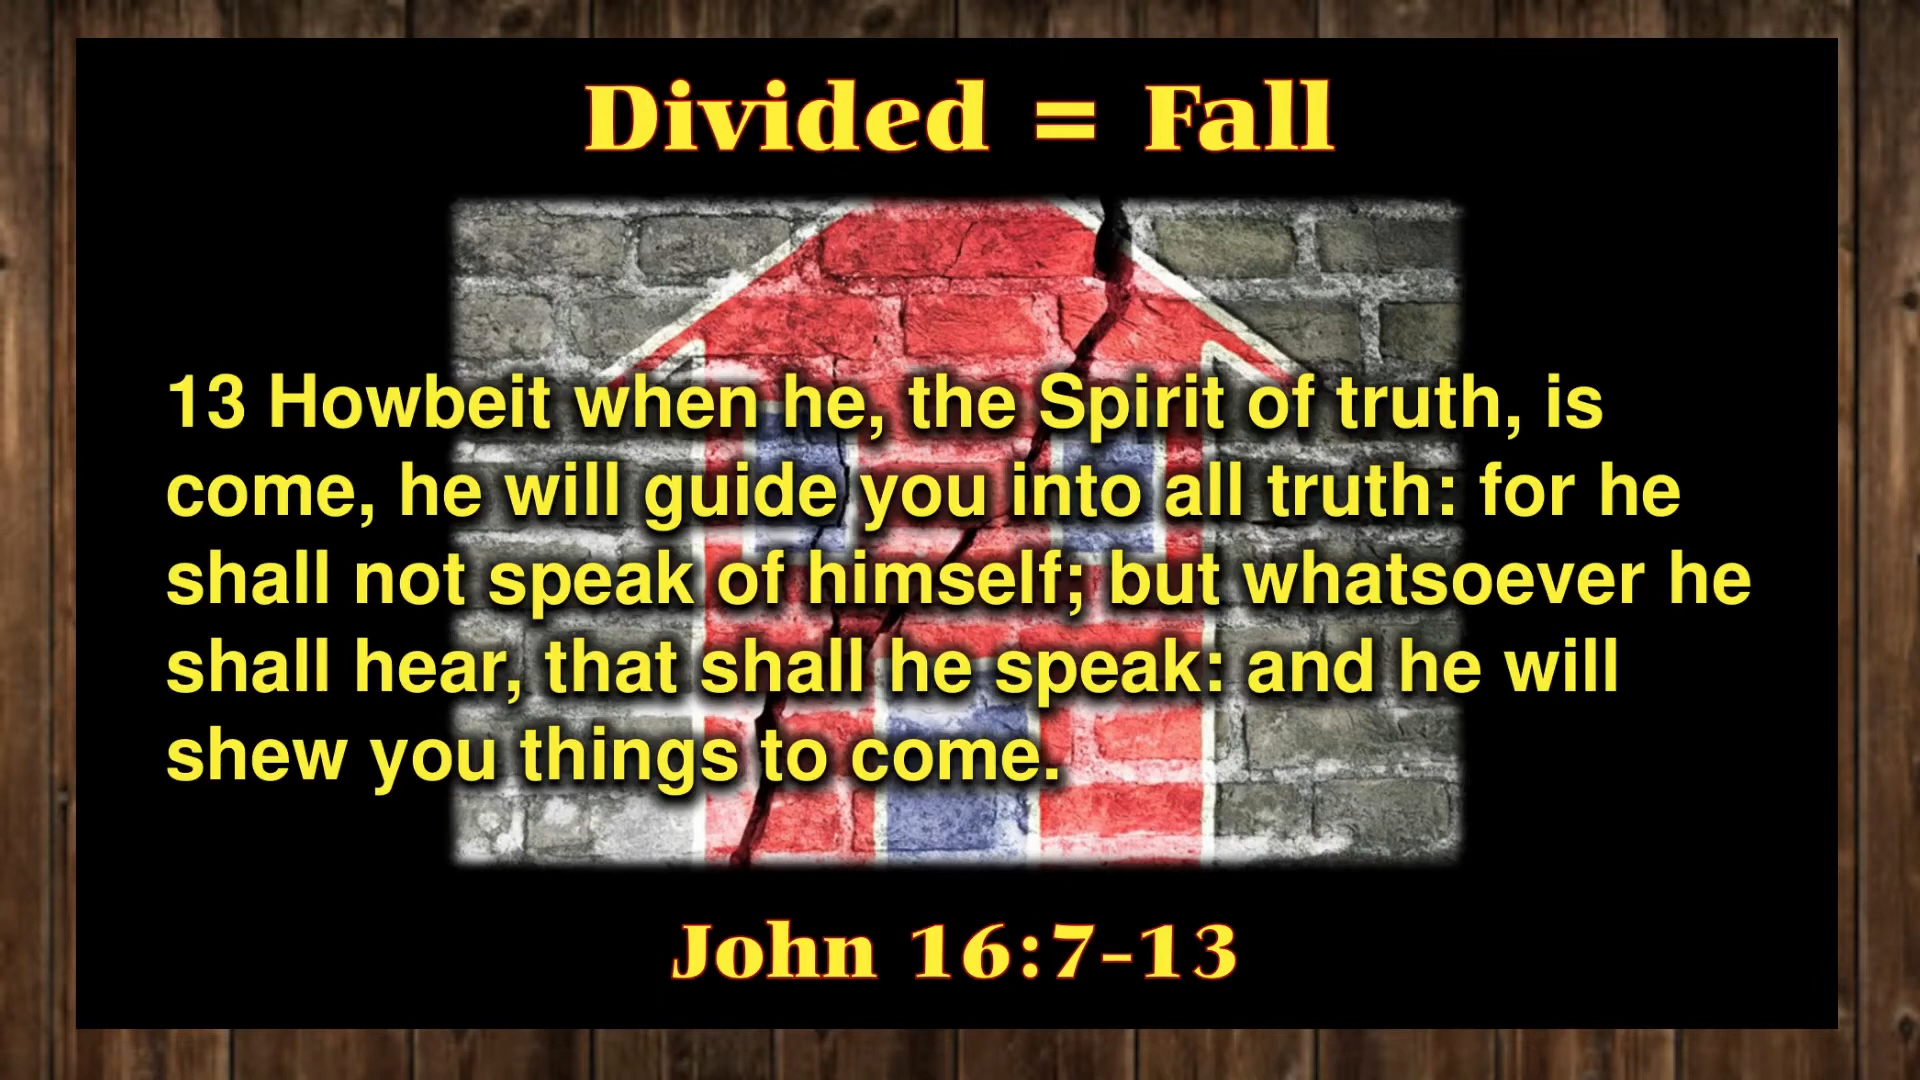 Divided = Fall
13 Howbeit when he, the Spirit of truth, is
come, he will guide you into all truth: for he
shall not speak of himself; but whatsoever he
shall hear, that shall he speak: and he will
shew you things to come.
John 16:7-13